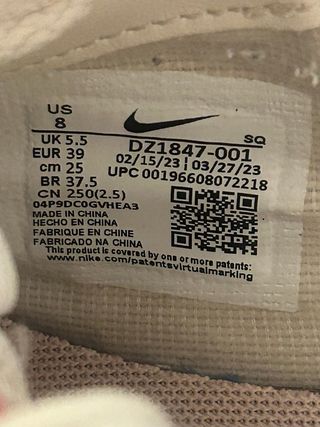 US
8
SQ
UK 5.5
DZ1847-001
EUR 39
02/15/23 | 03/27/23
cm 25
UPC 00196608072218
BR 37.5
CN 250(2.5)
04P9DC0GVHEA3
MADE IN CHINA
HECHO EN CHINA
FABRIQUE EN CHINE
FABRICADO NA CHINA
This product is covered by one or more patents:
www.nike.com/patentsvirtualmarking